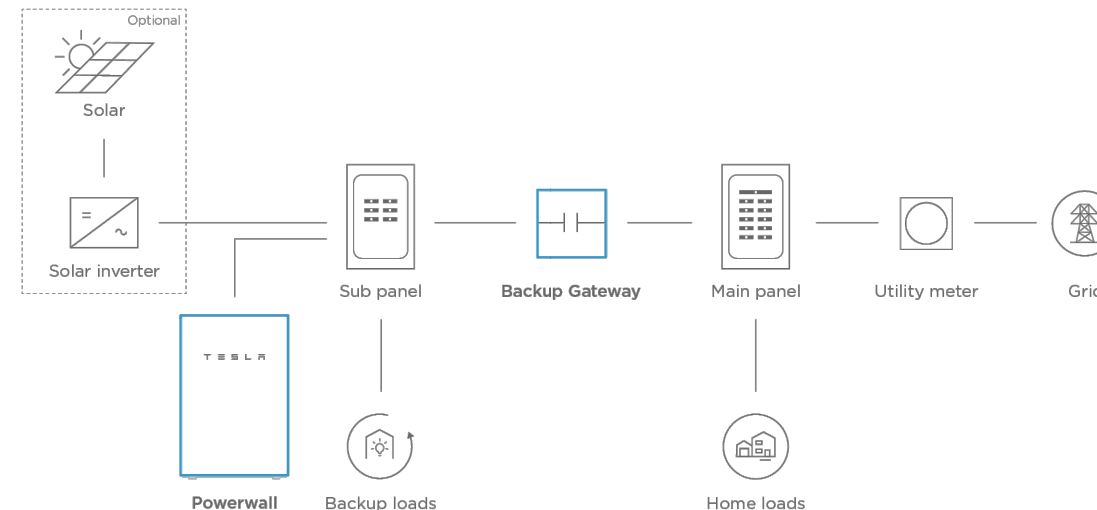 Optional
Solar
Solar inverter
Sub panel
Backup Gateway
Main panel
Utility meter
TESLA
Powerwall
Backup loads
Home loads